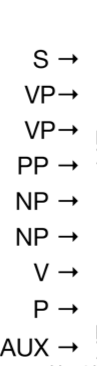 S →
VP→
VP→
PP →
NP →
NP →
V →
P →
AUX →